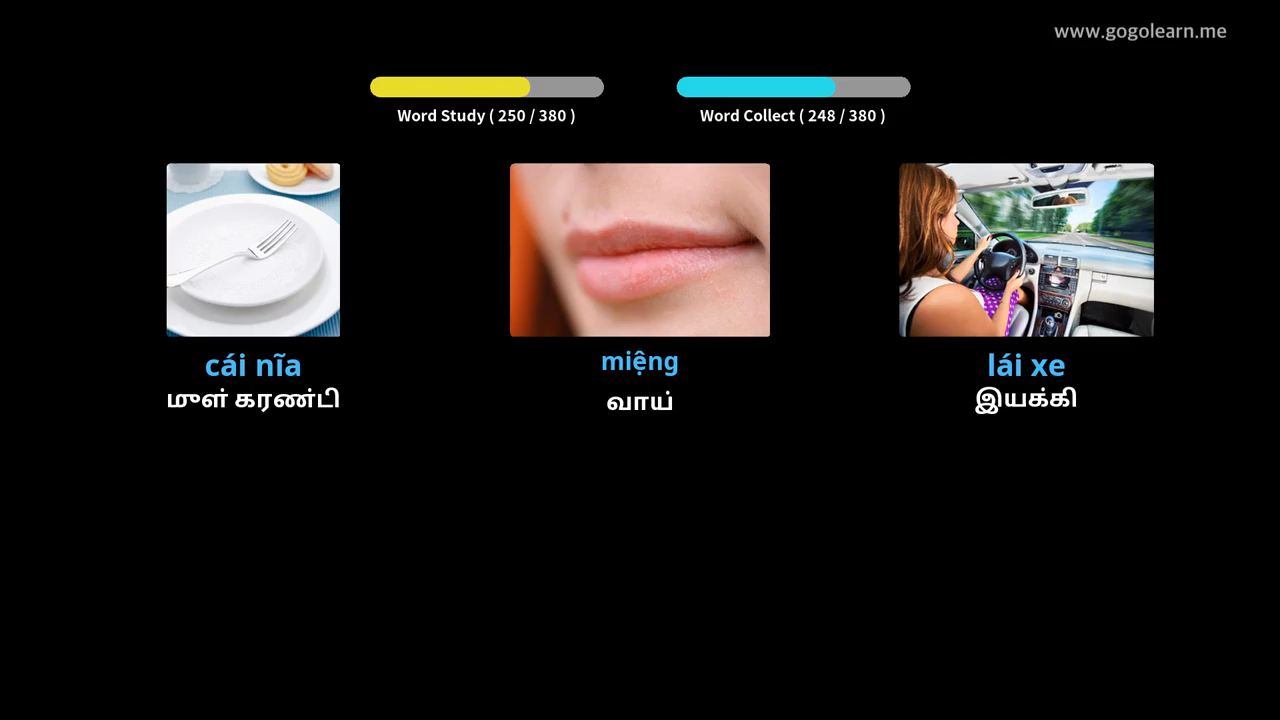 www.gogolearn.me
Word Study ( 250 / 380 )
Word Collect ( 248 / 380 )
cái nĩa
miệng
lái xe
முள் கரண்டி
வாய்
இயக்கி